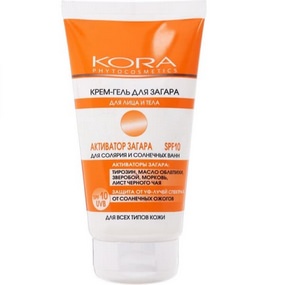 KORA
PHYTOCOSMETICS
КРЕМ-ГЕЛЬ ДЛЯ ЗАГАРА
ДЛЯ ЛИЦА И ТЕЛА
АКТИВАТОР ЗАГАРА SPF10
ДЛЯ СОЛЯРИЯ И СОЛНЕЧНЫХ ВАНН
АКТИВАТОРЫ ЗАГАРА:
ТИРОЗИН, МАСЛО ОБЛЕПИХИ,
ЗВЕРОБОЙ, МОРКОВЬ,
ЛИСТ ЧЕРНОГО ЧАЯ
ЗАЩИТА ОТ УФ-ЛУЧЕЙ
ОТ СОЛНЕЧНЫХ ОЖОГОВ
SPF 10
UVB
ДЛЯ ВСЕХ ТИПОВ КОЖИ